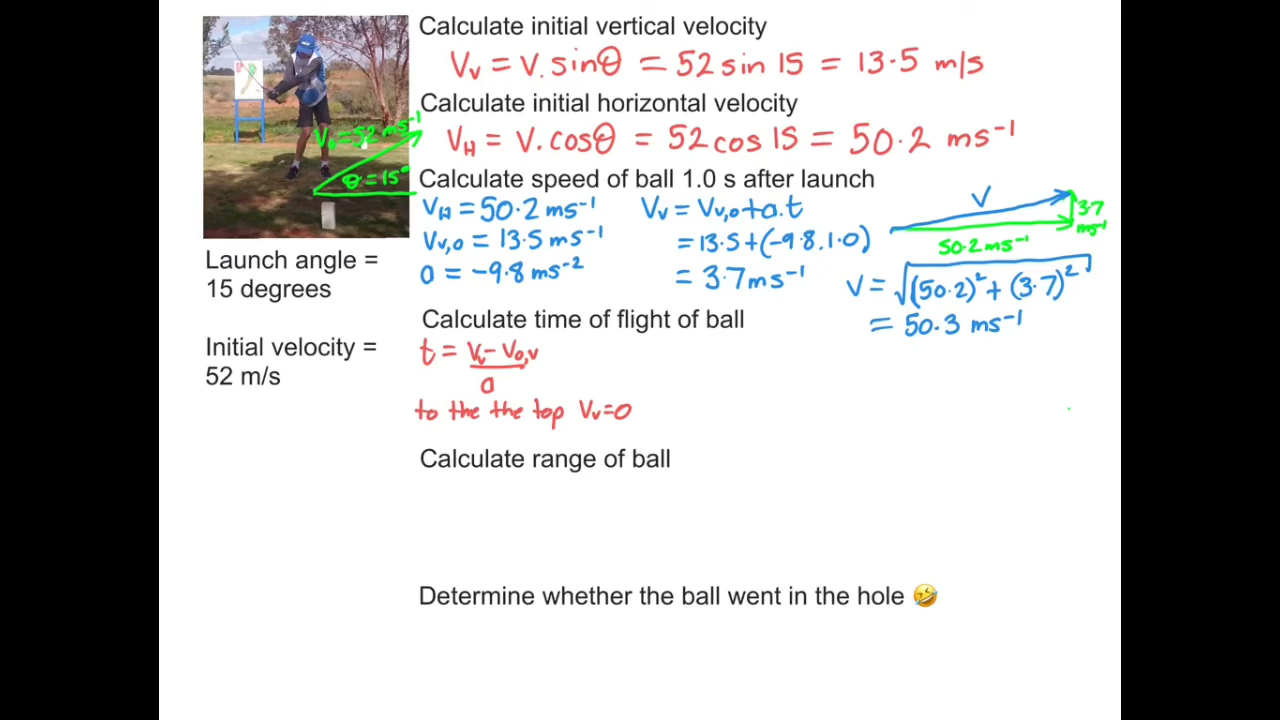 Calculate initial vertical velocity
Vv = V.sinθ = 52 sin 15 = 13.5 m/s
Calculate initial horizontal velocity
V₀=52 ms⁻¹
VH = V.cosθ = 52 cos 15 = 50.2 ms⁻¹
θ=15°
Calculate speed of ball 1.0 s after launch
VH = 50.2 ms⁻¹
Vv,0 = 13.5 ms⁻¹
a = -9.8 ms⁻²
Vv = Vv,0 + a.t
= 13.5 + (-9.8.1.0)
= 3.7 ms⁻¹
V
3.7 ms⁻¹
50.2 ms⁻¹
V = √(50.2)² + (3.7)²
= 50.3 ms⁻¹
Launch angle =
15 degrees
Initial velocity =
52 m/s
Calculate time of flight of ball
t = Vv - V0,v / a
to the the top Vv=0
Calculate range of ball
Determine whether the ball went in the hole 🤣